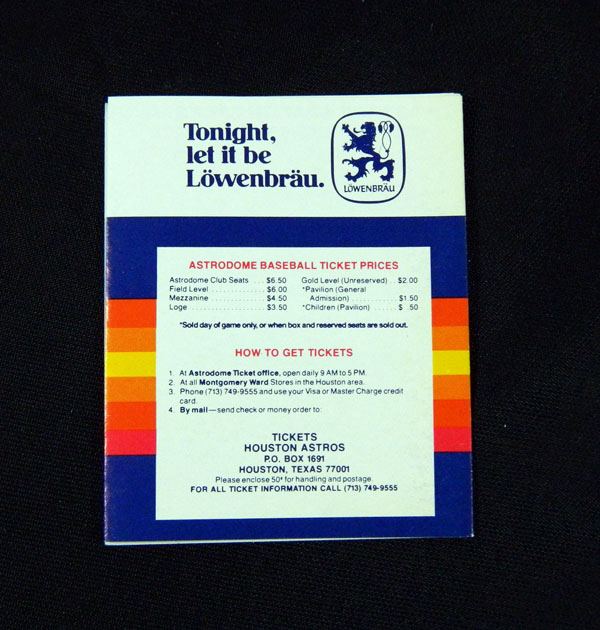 Tonight,
let it be
Löwenbräu.
LÖWENBRÄU
ASTRODOME BASEBALL TICKET PRICES
Astrodome Club Seats . . . $6.50
Field Level . . . . . . . . . . . . $6.00
Mezzanine . . . . . . . . . . . . $4.50
Loge . . . . . . . . . . . . . . . . . $3.50
Gold Level (Unreserved) . . $2.00
*Pavilion (General
Admission) . . . . . . . . . . $1.50
*Children (Pavilion) . . . . . $ .50
*Sold day of game only, or when box and reserved seats are sold out.
HOW TO GET TICKETS
1. At Astrodome Ticket office, open daily 9 AM to 5 PM.
2. At all Montgomery Ward Stores in the Houston area.
3. Phone (713) 749-9555 and use your Visa or Master Charge credit
card.
4. By mail—send check or money order to:
TICKETS
HOUSTON ASTROS
P.O. BOX 1691
HOUSTON, TEXAS 77001
Please enclose 50¢ for handling and postage.
FOR ALL TICKET INFORMATION CALL (713) 749-9555